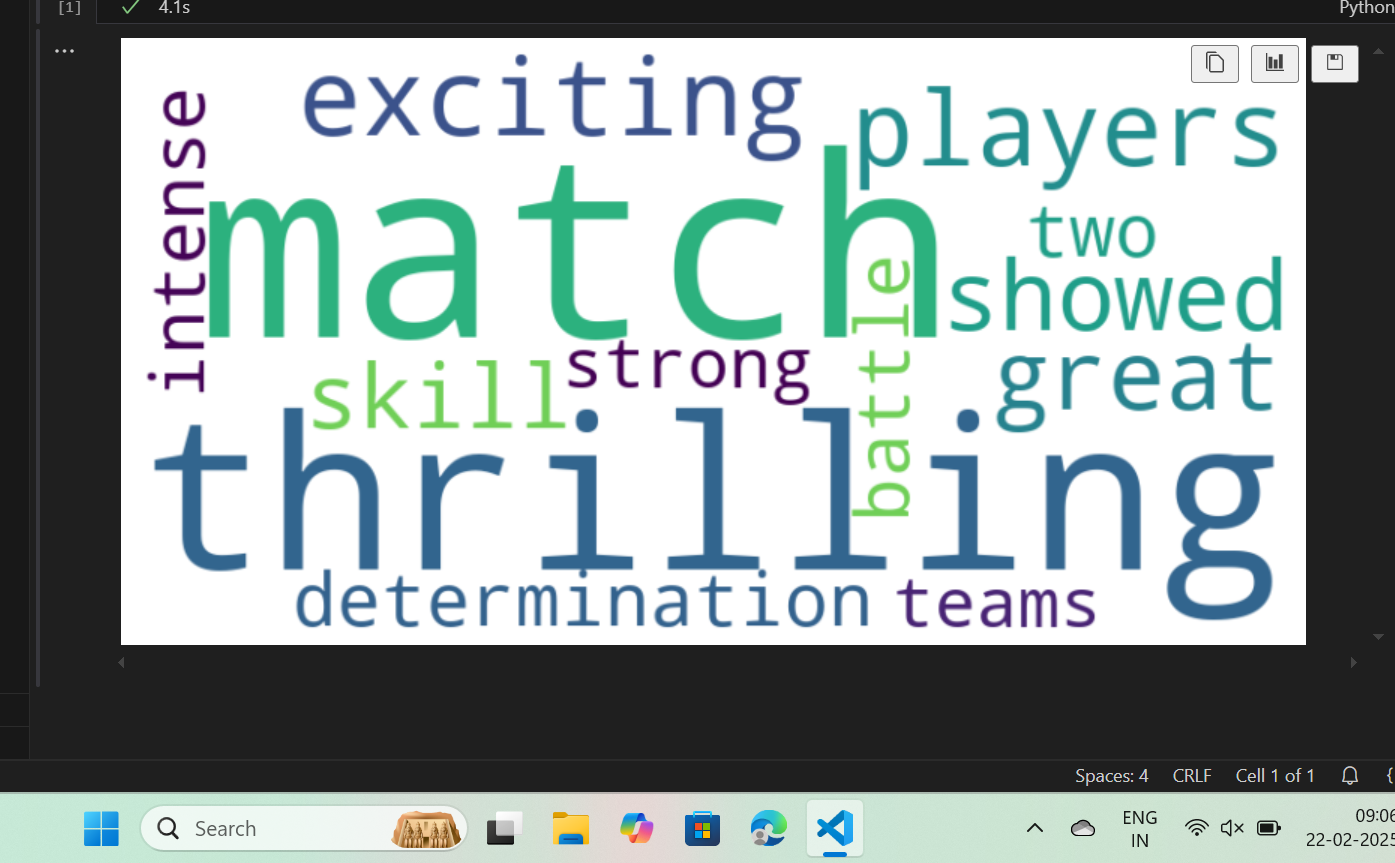 [1]
4.1s
Python
...
exciting
players
intense
match
two
showed
battle
strong
great
skill
thrilling
determination
teams
Spaces: 4
CRLF
Cell 1 of 1
{
Search
ENG
IN
09:06
22-02-2025